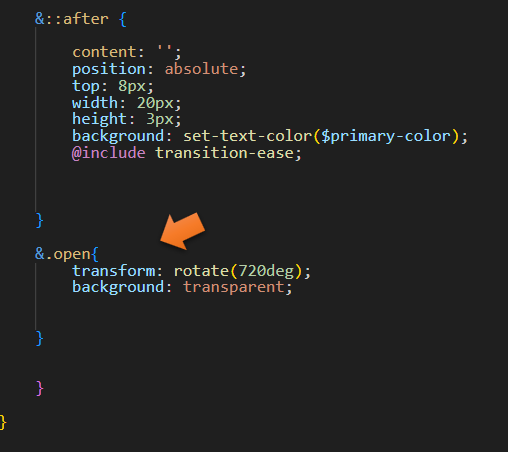 &::after {
content: '';
position: absolute;
top: 8px;
width: 20px;
height: 3px;
background: set-text-color($primary-color);
@include transition-ease;
}
&.open{
transform: rotate(720deg);
background: transparent;
}
}
}